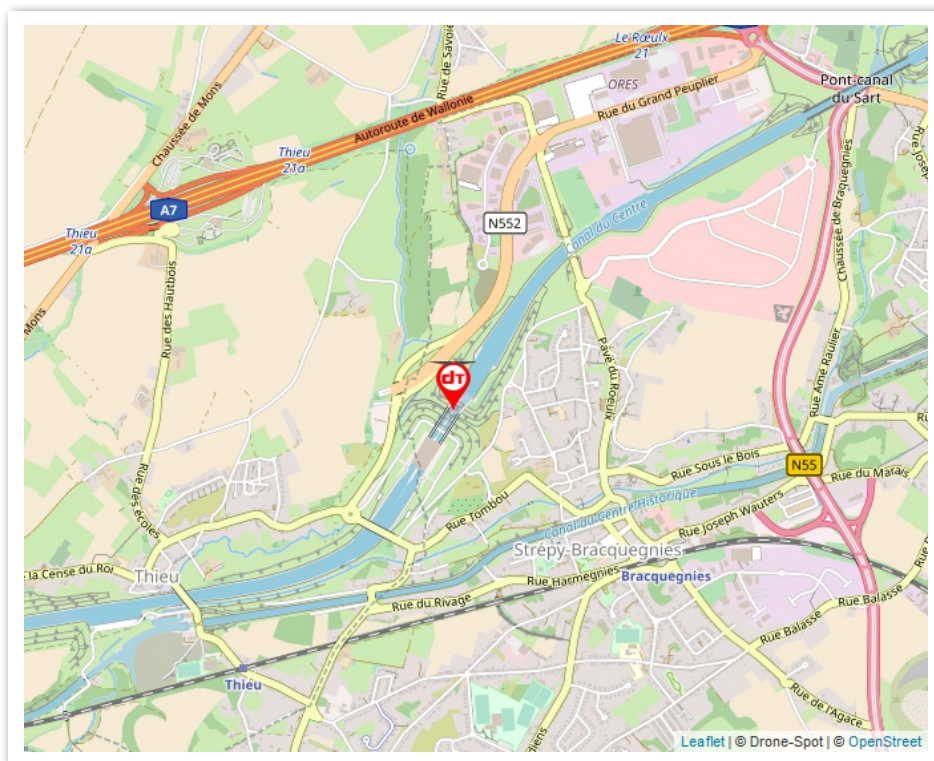 Le Rœulx
21
Rue de Savoie
ORES
Rue du Grand Peuplier
Pont-canal
du Sart
Chaussée de Mons
Autoroute de Wallonie
Thieu
21a
A7
Thieu
21a
N552
Canal du Centre
Chaussée de Braquegnies
Mons
Rue des Hautbois
Pavé du Roeulx
Rue Amé Raulier
dT
Rue des écoles
Rue Sous le Bois
N55
Rue du Marais
Rue Tombou
Canal du Centre Historique
Rue Joseph Wauters
Strépy-Bracquegnies
la Cense du Roi
Thieu
Rue Harmegnies
Bracquegnies
Rue du Rivage
Rue Balasse
Rue Balasse
Thieu
Rue de l'Agace
Leaflet | © Drone-Spot | © OpenStreet